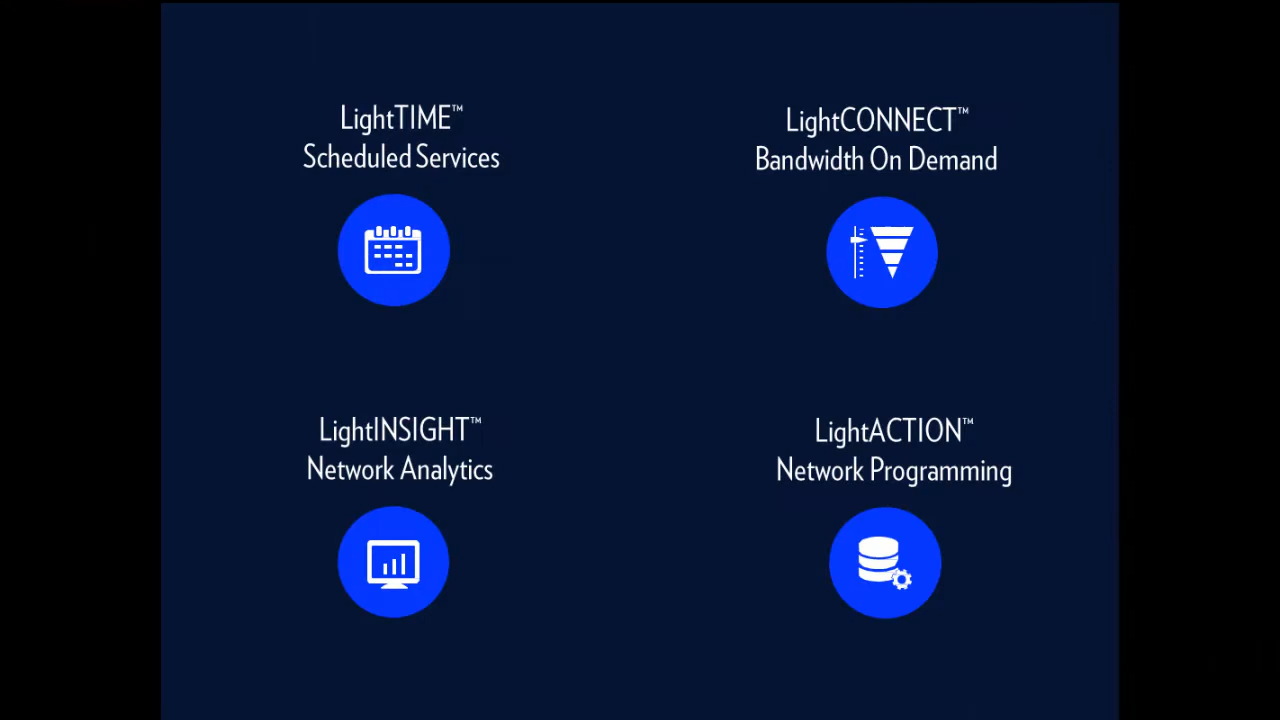 LightTIME™
Scheduled Services
LightCONNECT™
Bandwidth On Demand
LightINSIGHT™
Network Analytics
LightACTION™
Network Programming